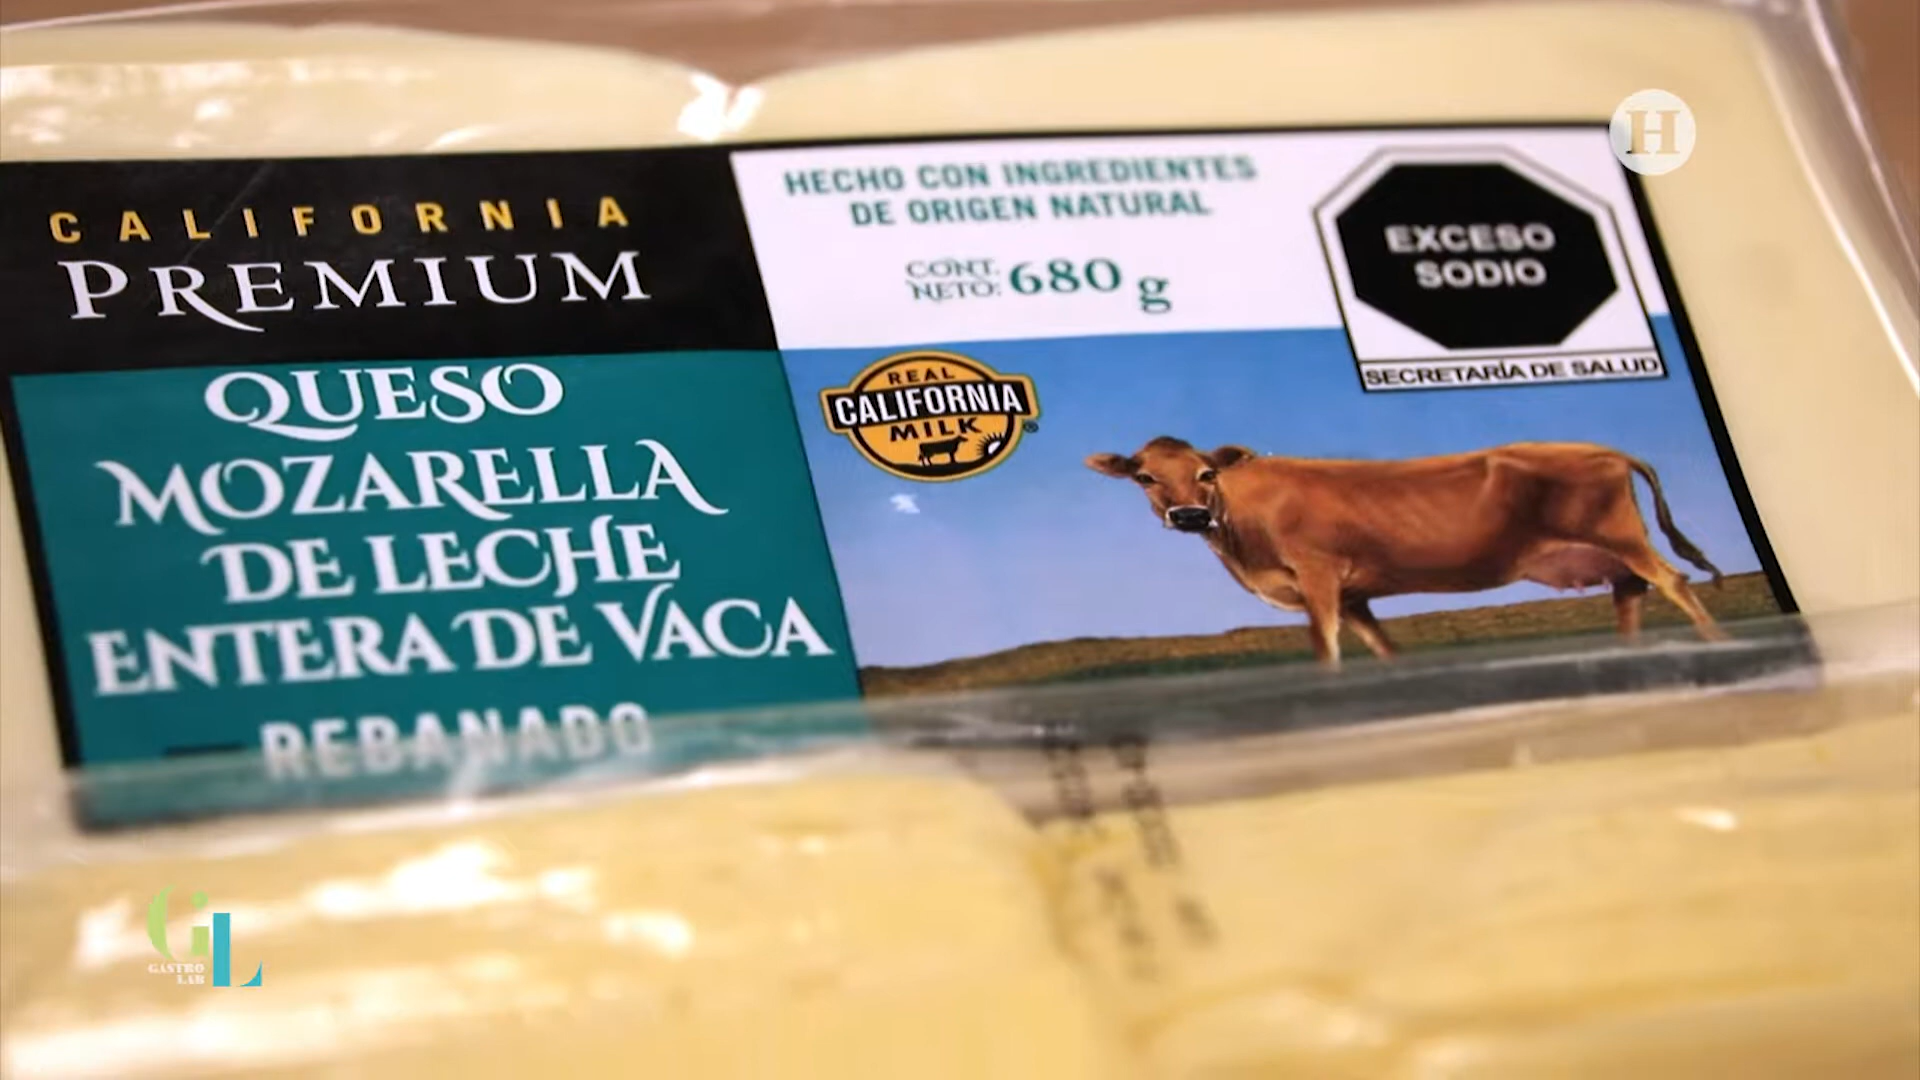 CALIFORNIA
PREMIUM
QUESO
MOZARELLA
DE LECHE
ENTERA DE VACA
REBANADO
HECHO CON INGREDIENTES
DE ORIGEN NATURAL
CONT.
NETO: 680 g
REAL
CALIFORNIA
MILK
®
EXCESO
SODIO
SECRETARÍA DE SALUD
H
GL
GASTRO
LAB